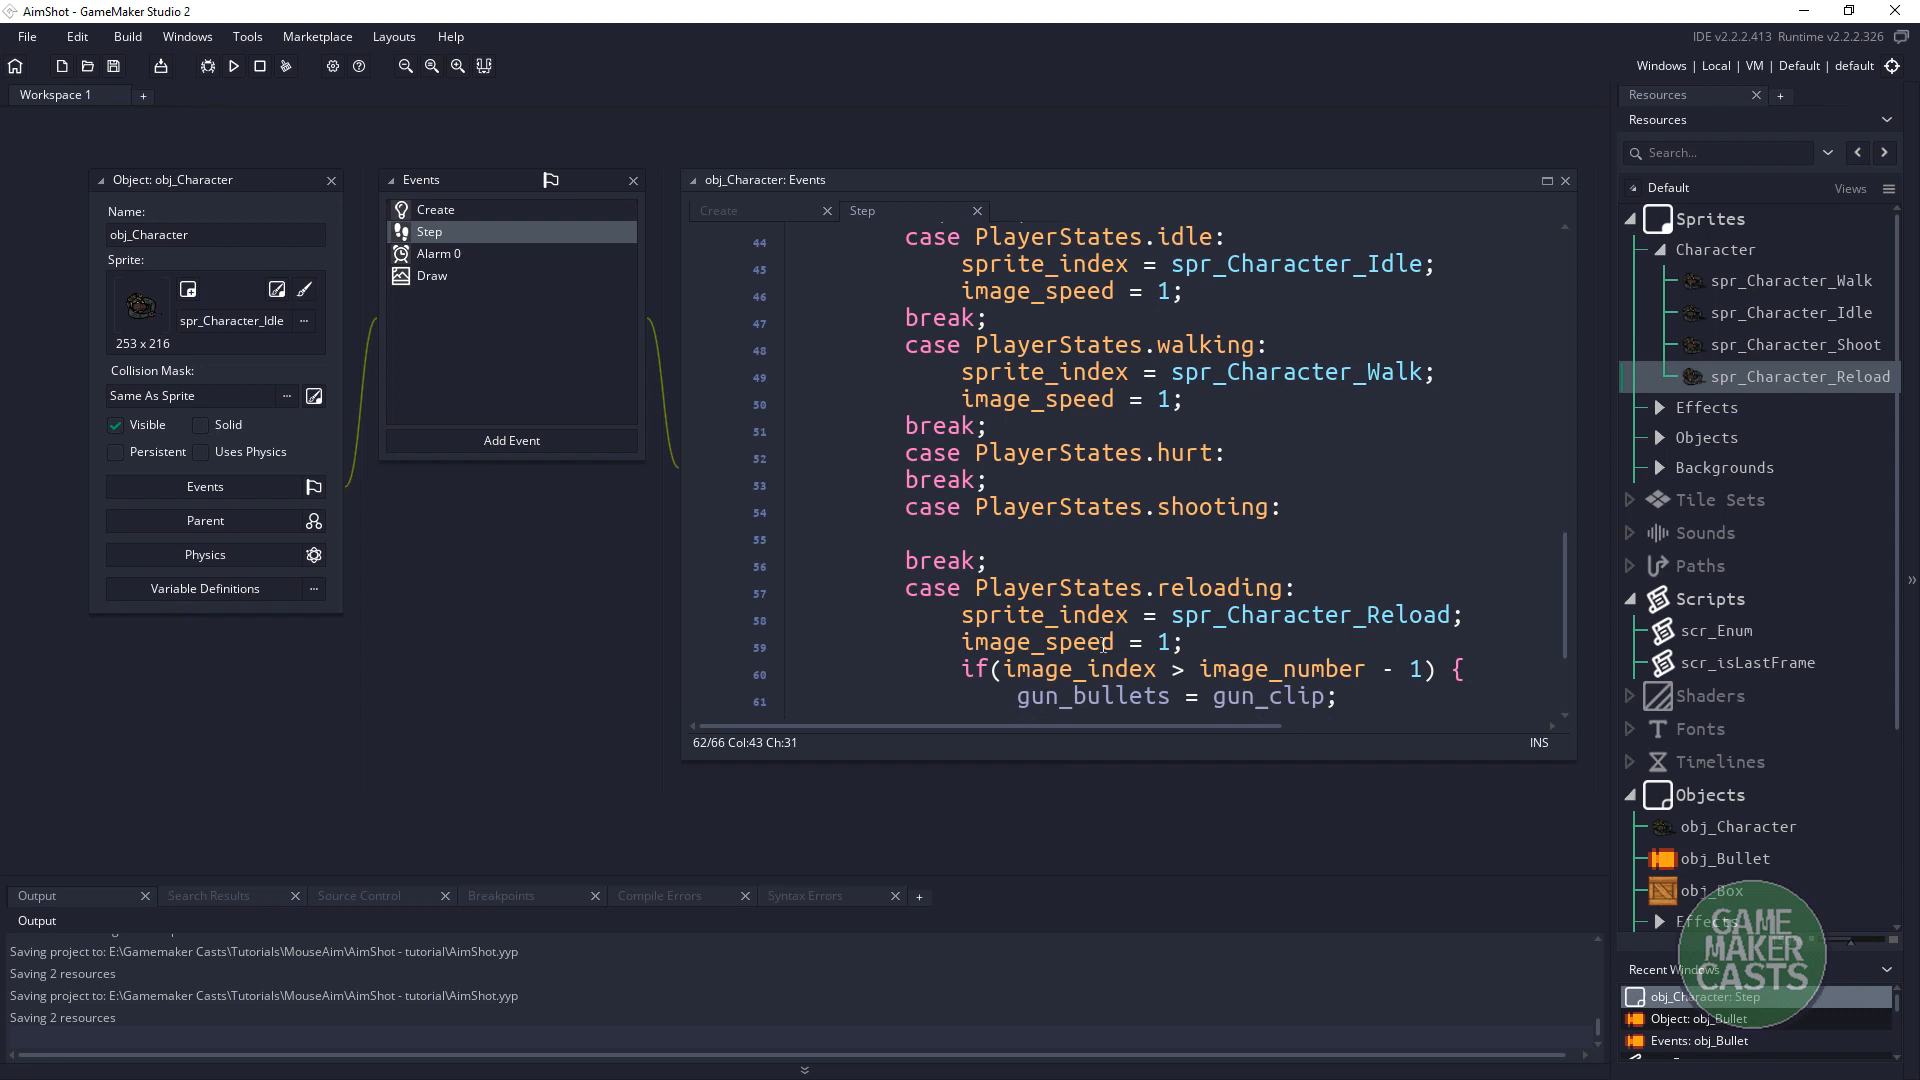 AimShot - GameMaker Studio 2
File Edit Build Windows Tools Marketplace Layouts Help
IDE v2.2.2.413 Runtime v2.2.2.326
Windows | Local | VM | Default | default
Workspace 1
Object: obj_Character
Name:
obj_Character
Sprite:
spr_Character_Idle
253 x 216
Collision Mask:
Same As Sprite
Visible Solid
Persistent Uses Physics
Events
Parent
Physics
Variable Definitions
Events
Create
Step
Alarm 0
Draw
Add Event
obj_Character: Events
Create Step
44 case PlayerStates.idle:
45 sprite_index = spr_Character_Idle;
46 image_speed = 1;
47 break;
48 case PlayerStates.walking:
49 sprite_index = spr_Character_Walk;
50 image_speed = 1;
51 break;
52 case PlayerStates.hurt:
53 break;
54 case PlayerStates.shooting:
55
56 break;
57 case PlayerStates.reloading:
58 sprite_index = spr_Character_Reload;
59 image_speed = 1;
60 if(image_index > image_number - 1) {
61 gun_bullets = gun_clip;
62/66 Col:43 Ch:31 INS
Resources
Resources
Search...
Default Views
Sprites
Character
spr_Character_Walk
spr_Character_Idle
spr_Character_Shoot
spr_Character_Reload
Effects
Objects
Backgrounds
Tile Sets
Sounds
Paths
Scripts
scr_Enum
scr_isLastFrame
Shaders
Fonts
Timelines
Objects
obj_Character
obj_Bullet
obj_Box
Effects
Recent Windows
obj_Character: Step
Object: obj_Bullet
Events: obj_Bullet
GAME
MAKER
CASTS
Output Search Results Source Control Breakpoints Compile Errors Syntax Errors
Output
Saving project to: E:\Gamemaker Casts\Tutorials\MouseAim\AimShot - tutorial\AimShot.yyp
Saving 2 resources
Saving project to: E:\Gamemaker Casts\Tutorials\MouseAim\AimShot - tutorial\AimShot.yyp
Saving 2 resources